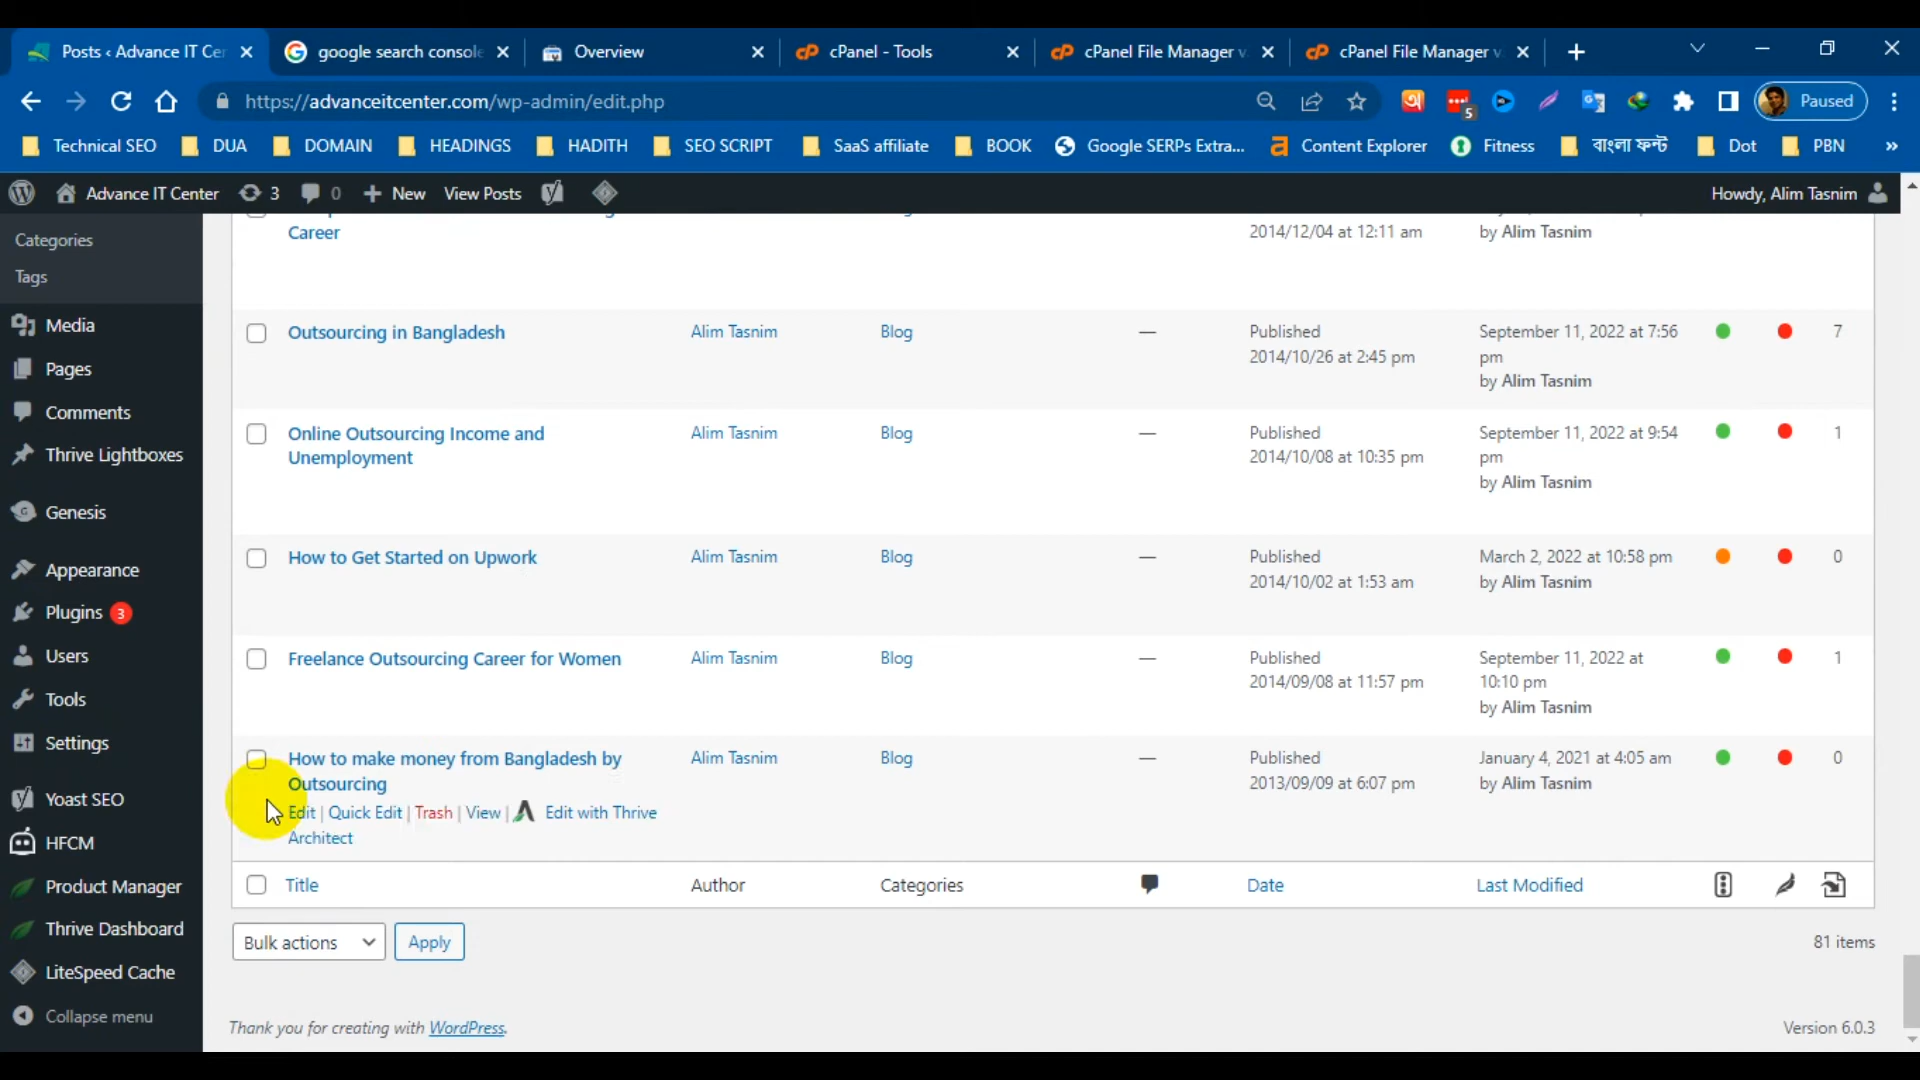 Posts ‹ Advance IT Cer
google search console
Overview
cPanel - Tools
cPanel File Manager v
cPanel File Manager v
https://advanceitcenter.com/wp-admin/edit.php
অ
5
Paused
Technical SEO
DUA
DOMAIN
HEADINGS
HADITH
SEO SCRIPT
SaaS affiliate
BOOK
Google SERPs Extra...
Content Explorer
Fitness
বাংলা ফন্ট
Dot
PBN
»
Advance IT Center
3
0
New
View Posts
Howdy, Alim Tasnim
Categories
Tags
Media
Pages
Comments
Thrive Lightboxes
Genesis
Appearance
Plugins 3
Users
Tools
Settings
Yoast SEO
HFCM
Product Manager
Thrive Dashboard
LiteSpeed Cache
Collapse menu
Career
2014/12/04 at 12:11 am
by Alim Tasnim
Outsourcing in Bangladesh
Alim Tasnim
Blog
—
Published
2014/10/26 at 2:45 pm
September 11, 2022 at 7:56
pm
by Alim Tasnim
7
Online Outsourcing Income and
Unemployment
Alim Tasnim
Blog
—
Published
2014/10/08 at 10:35 pm
September 11, 2022 at 9:54
pm
by Alim Tasnim
1
How to Get Started on Upwork
Alim Tasnim
Blog
—
Published
2014/10/02 at 1:53 am
March 2, 2022 at 10:58 pm
by Alim Tasnim
0
Freelance Outsourcing Career for Women
Alim Tasnim
Blog
—
Published
2014/09/08 at 11:57 pm
September 11, 2022 at
10:10 pm
by Alim Tasnim
1
How to make money from Bangladesh by
Outsourcing
Edit | Quick Edit | Trash | View | Edit with Thrive
Architect
Alim Tasnim
Blog
—
Published
2013/09/09 at 6:07 pm
January 4, 2021 at 4:05 am
by Alim Tasnim
0
Title
Author
Categories
Date
Last Modified
Bulk actions
Apply
81 items
Thank you for creating with WordPress.
Version 6.0.3